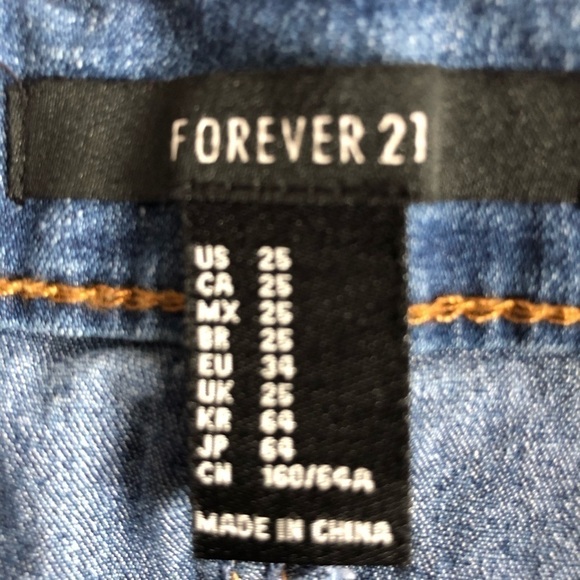 FOREVER 21
US 25
CA 25
MX 25
BR 25
EU 34
UK 25
KR 64
JP 64
CN 160/64A
MADE IN CHINA